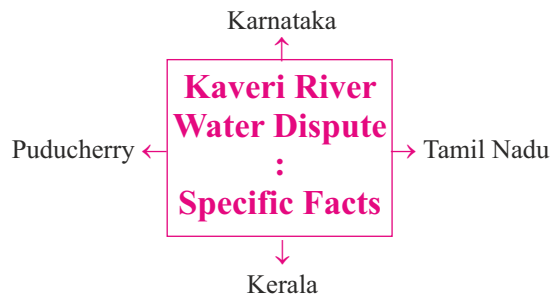 Karnataka
Kaveri River
Water Dispute
:
Specific Facts
Puducherry
Tamil Nadu
Kerala